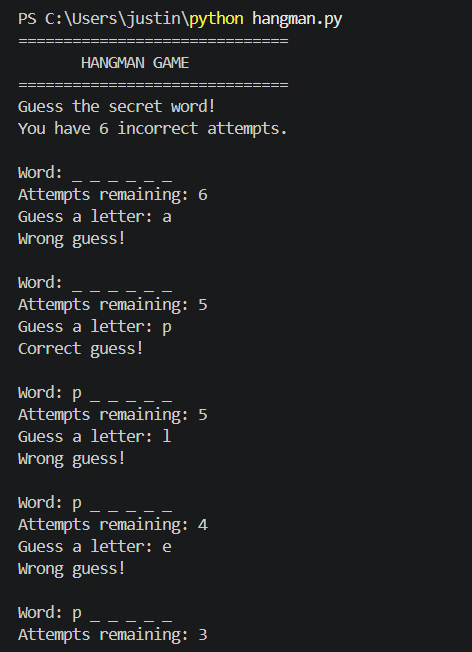 PS C:\Users\justin\python hangman.py
==============================
       HANGMAN GAME
==============================
Guess the secret word!
You have 6 incorrect attempts.

Word: _ _ _ _ _ _
Attempts remaining: 6
Guess a letter: a
Wrong guess!

Word: _ _ _ _ _ _
Attempts remaining: 5
Guess a letter: p
Correct guess!

Word: p _ _ _ _ _
Attempts remaining: 5
Guess a letter: l
Wrong guess!

Word: p _ _ _ _ _
Attempts remaining: 4
Guess a letter: e
Wrong guess!

Word: p _ _ _ _ _
Attempts remaining: 3